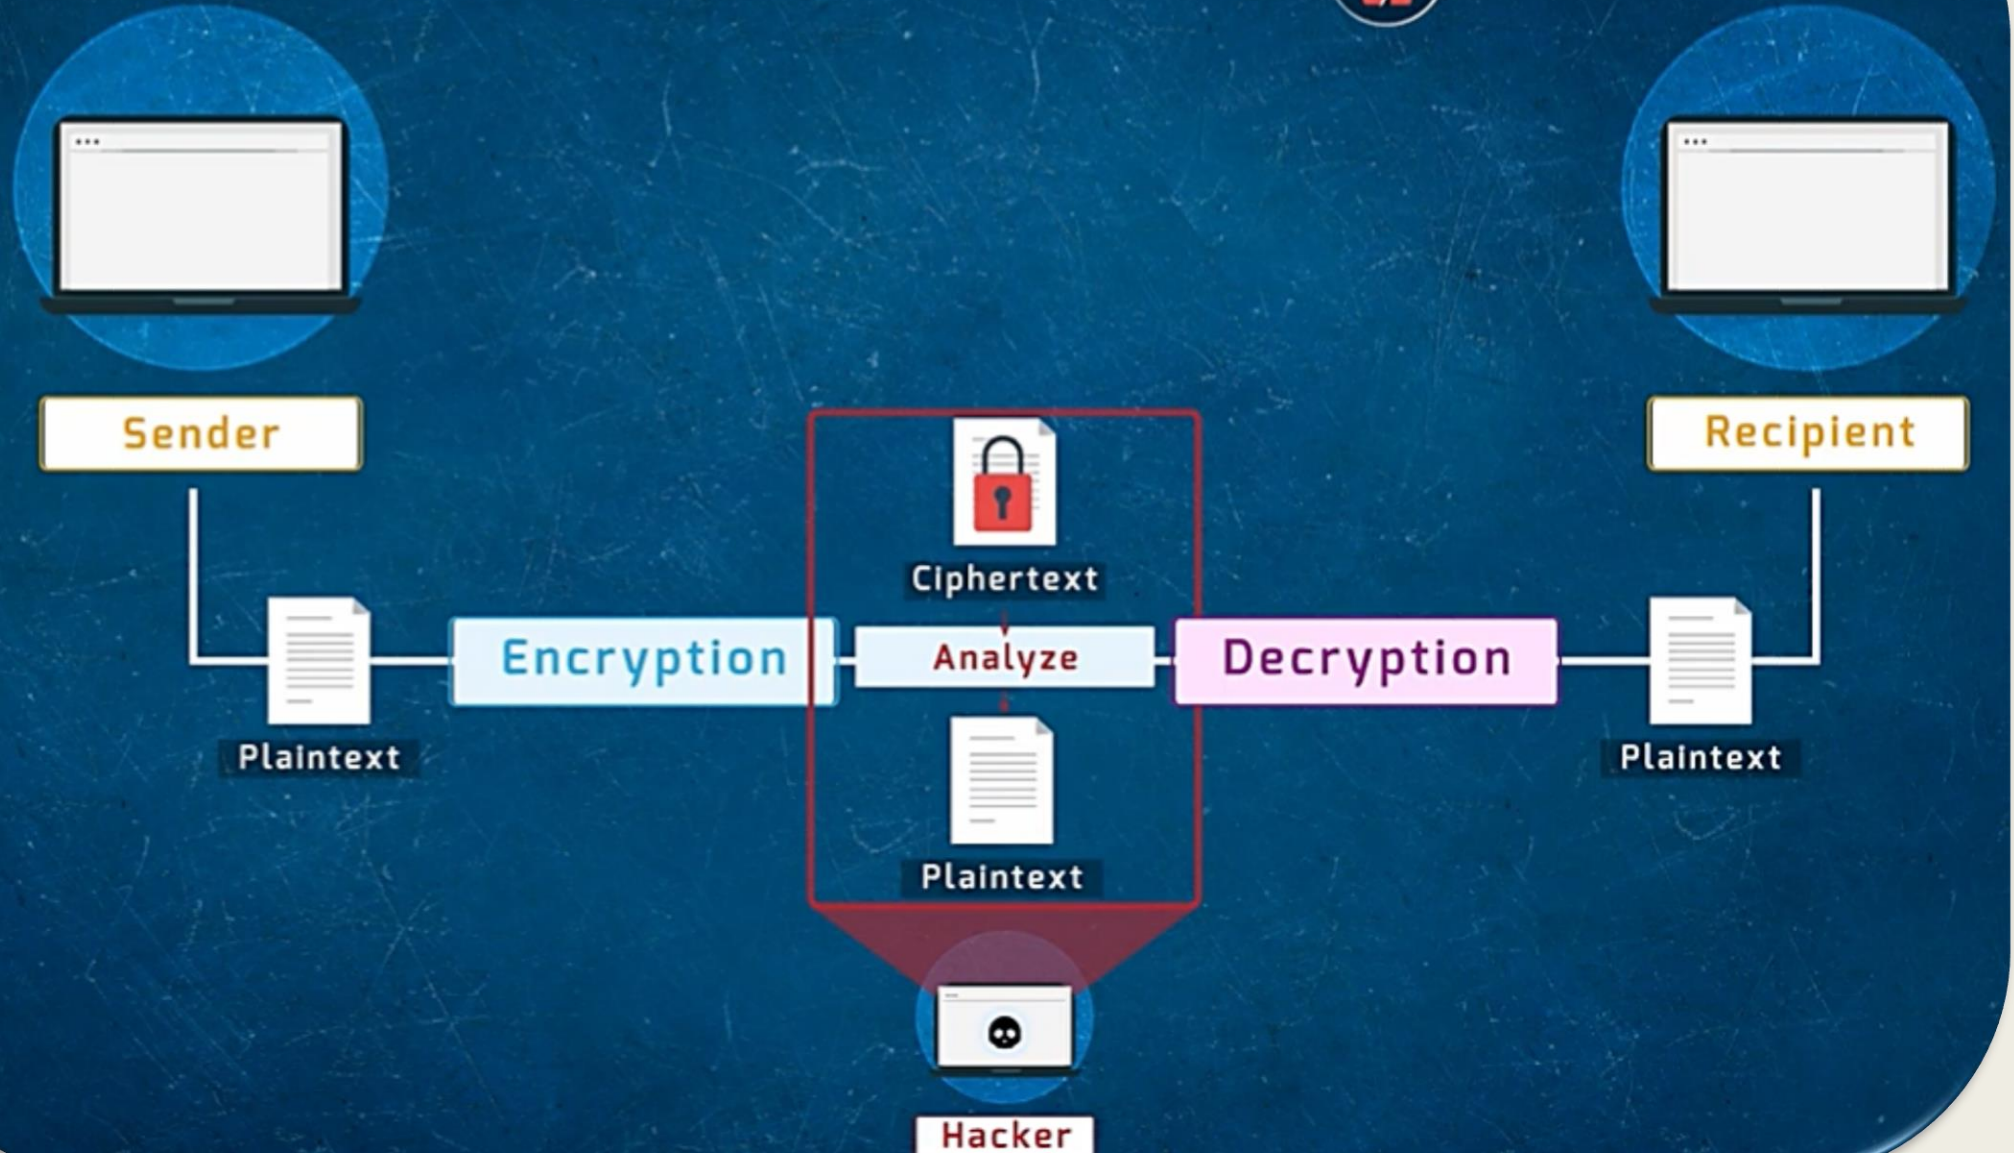 Sender
Recipient
Ciphertext
Encryption
Analyze
Decryption
Plaintext
Plaintext
Plaintext
Hacker